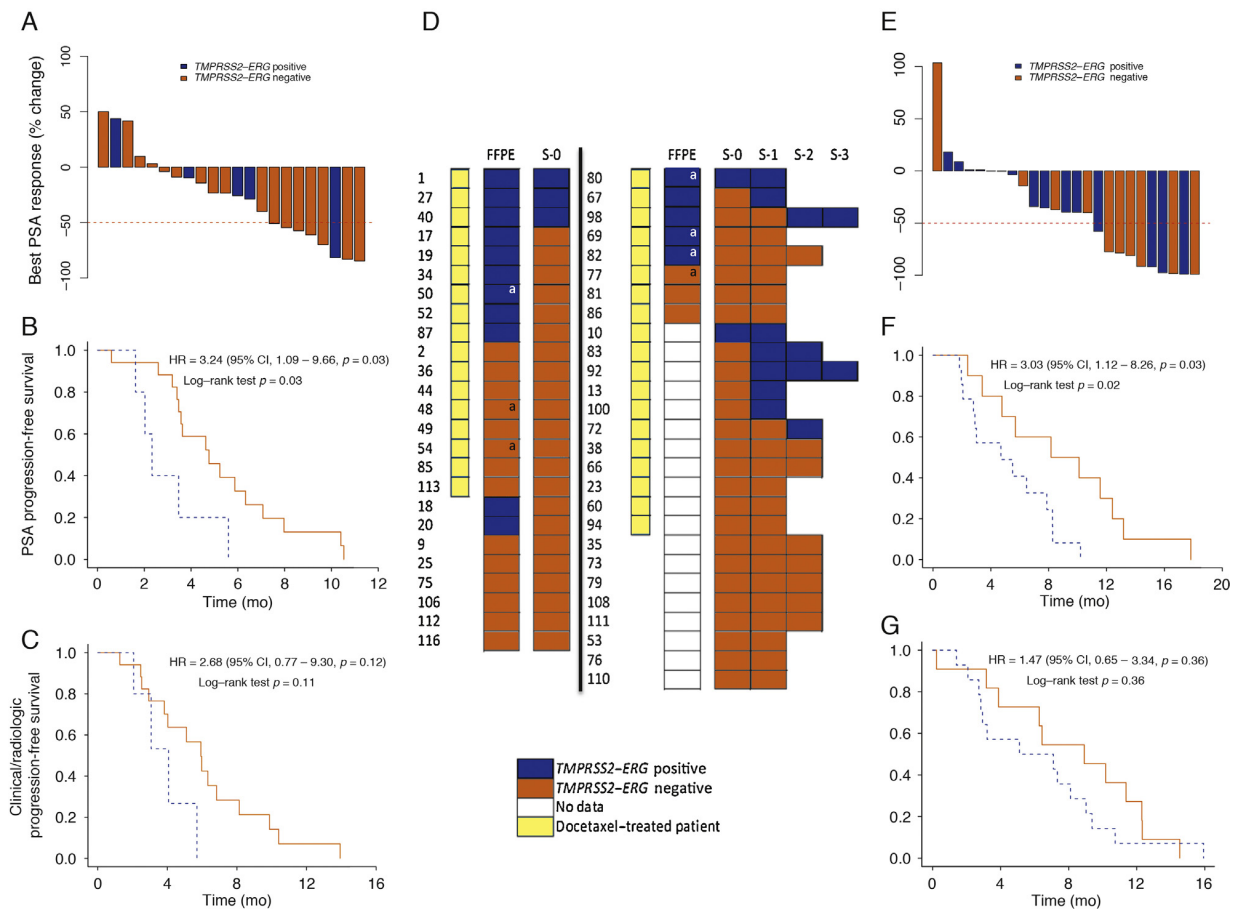 A
Best PSA response (% change)
100
50
0
−50
−100
TMPRSS2–ERG positive
TMPRSS2–ERG negative
B
PSA progression-free survival
1.0
0.8
0.6
0.4
0.2
0.0
HR = 3.24 (95% CI, 1.09 – 9.66, p = 0.03)
Log–rank test p = 0.03
0 2 4 6 8 10 12
Time (mo)
C
Clinical/radiologic
progression-free survival
1.0
0.8
0.6
0.4
0.2
0.0
HR = 2.68 (95% CI, 0.77 – 9.30, p = 0.12)
Log–rank test p = 0.11
0 4 8 12 16
Time (mo)
D
FFPE S-0
1
27
40
17
19
34
50 a
52
87
2
36
44
48 a
49
54 a
85
113
18
20
9
25
75
106
112
116
FFPE S-0 S-1 S-2 S-3
80 a
67
98
69 a
82 a
77 a
81
86
10
83
92
13
100
72
38
66
23
60
94
35
73
79
108
111
53
76
110
TMPRSS2–ERG positive
TMPRSS2–ERG negative
No data
Docetaxel–treated patient
E
100
50
0
−50
−100
TMPRSS2–ERG positive
TMPRSS2–ERG negative
F
1.0
0.8
0.6
0.4
0.2
0.0
HR = 3.03 (95% CI, 1.12 – 8.26, p = 0.03)
Log–rank test p = 0.02
0 4 8 12 16 20
Time (mo)
G
1.0
0.8
0.6
0.4
0.2
0.0
HR = 1.47 (95% CI, 0.65 – 3.34, p = 0.36)
Log–rank test p = 0.36
0 4 8 12 16
Time (mo)